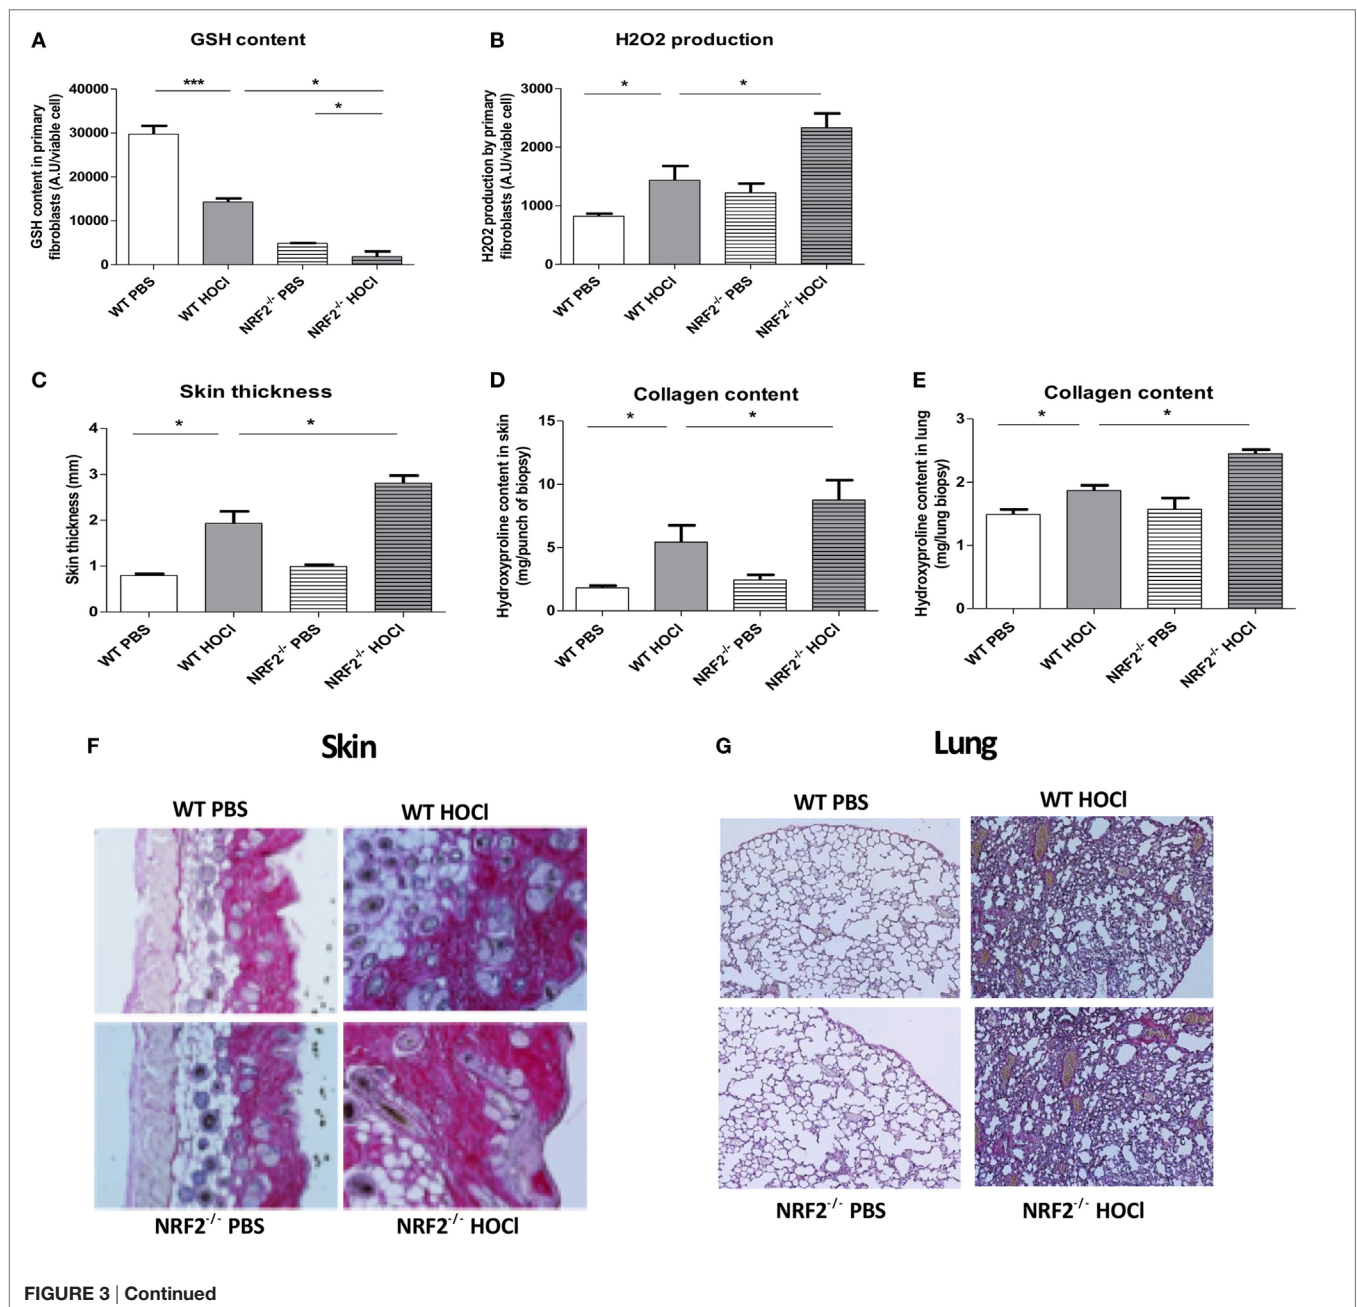 A
GSH content
GSH content in primary
fibroblasts (A.U/viable cell)
40000
30000
20000
10000
0
***
*
*
WT PBS
WT HOCl
NRF2-/- PBS
NRF2-/- HOCl
B
H2O2 production
H2O2 production by primary
fibroblasts (A.U/viable cell)
3000
2000
1000
0
*
*
WT PBS
WT HOCl
NRF2-/- PBS
NRF2-/- HOCl
C
Skin thickness
Skin thickness (mm)
4
3
2
1
0
*
*
WT PBS
WT HOCl
NRF2-/- PBS
NRF2-/- HOCl
D
Collagen content
Hydroxyproline content in skin
(mg/punch of biopsy)
15
10
5
0
*
*
WT PBS
WT HOCl
NRF2-/- PBS
NRF2-/- HOCl
E
Collagen content
Hydroxyproline content in lung
(mg/lung biopsy)
3
2
1
0
*
*
WT PBS
WT HOCl
NRF2-/- PBS
NRF2-/- HOCl
F
Skin
WT PBS
WT HOCl
NRF2-/- PBS
NRF2-/- HOCl
G
Lung
WT PBS
WT HOCl
NRF2-/- PBS
NRF2-/- HOCl
FIGURE 3 | Continued